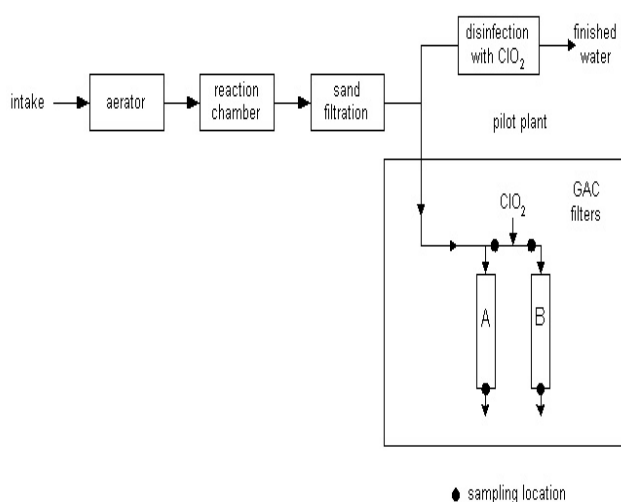 disinfection
with ClO₂
finished
water
intake
aerator
reaction
chamber
sand
filtration
pilot plant
GAC
filters
ClO₂
A
B
sampling location